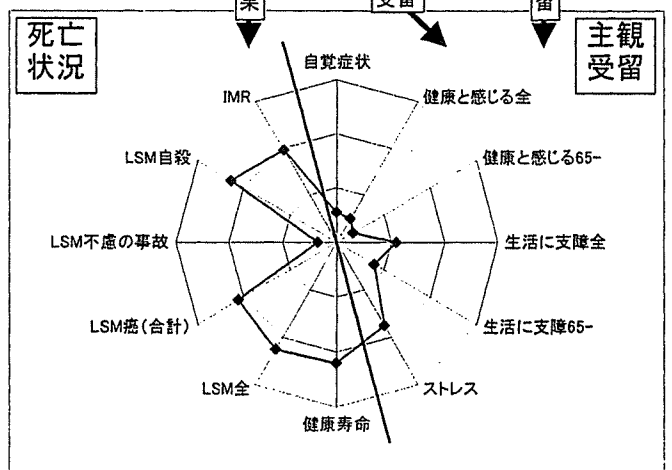 受留
留
死亡
状況
主観
受留
自覚症状
IMR
健康と感じる全
LSM自殺
健康と感じる65-
LSM不慮の事故
生活に支障全
LSM癌(合計)
生活に支障65-
LSM全
ストレス
健康寿命